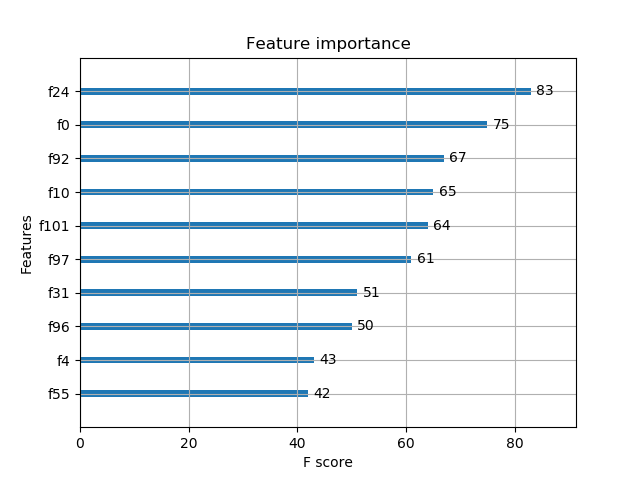 Feature importance
f24 83
f0 75
f92 67
f10 65
f101 64
f97 61
f31 51
f96 50
f4 43
f55 42
Features
0 20 40 60 80
F score